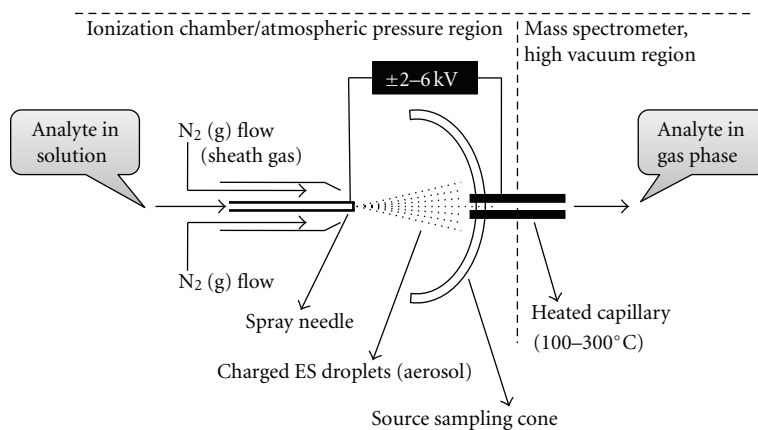 Ionization chamber/atmospheric pressure region
Mass spectrometer,
high vacuum region
±2–6 kV
Analyte in
solution
N₂ (g) flow
(sheath gas)
Analyte in
gas phase
N₂ (g) flow
Spray needle
Heated capillary
(100–300°C)
Charged ES droplets (aerosol)
Source sampling cone